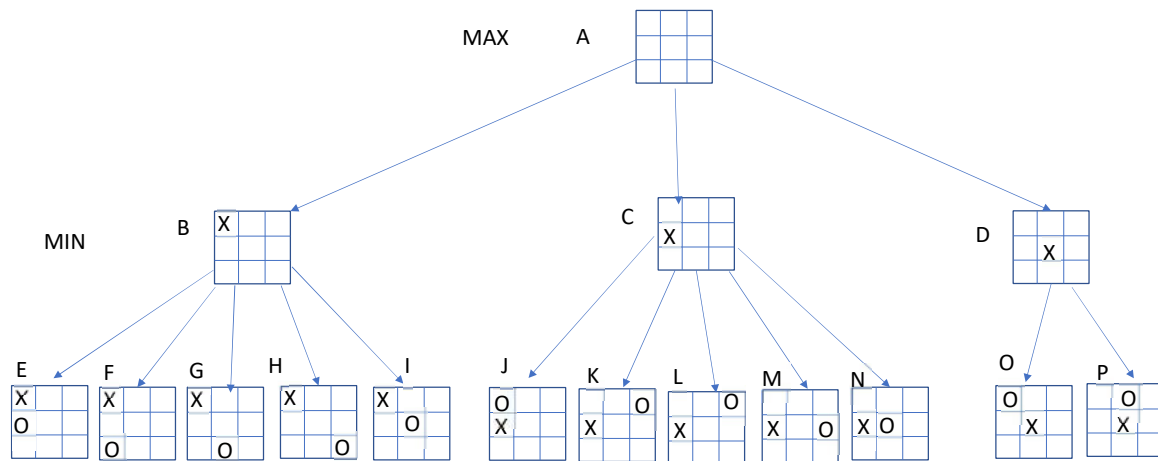 MAX A
B X
C X
D X
MIN
E F G H I J K L M N O P
X X X X X O O O O O
O O X X X O X O X X
O O O